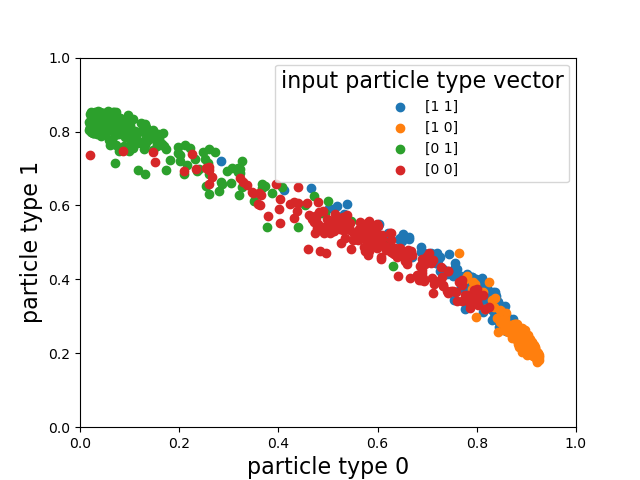 1.0
0.8
0.6
0.4
0.2
0.0
particle type 1
input particle type vector
[1 1]
[1 0]
[0 1]
[0 0]
0.0 0.2 0.4 0.6 0.8 1.0
particle type 0